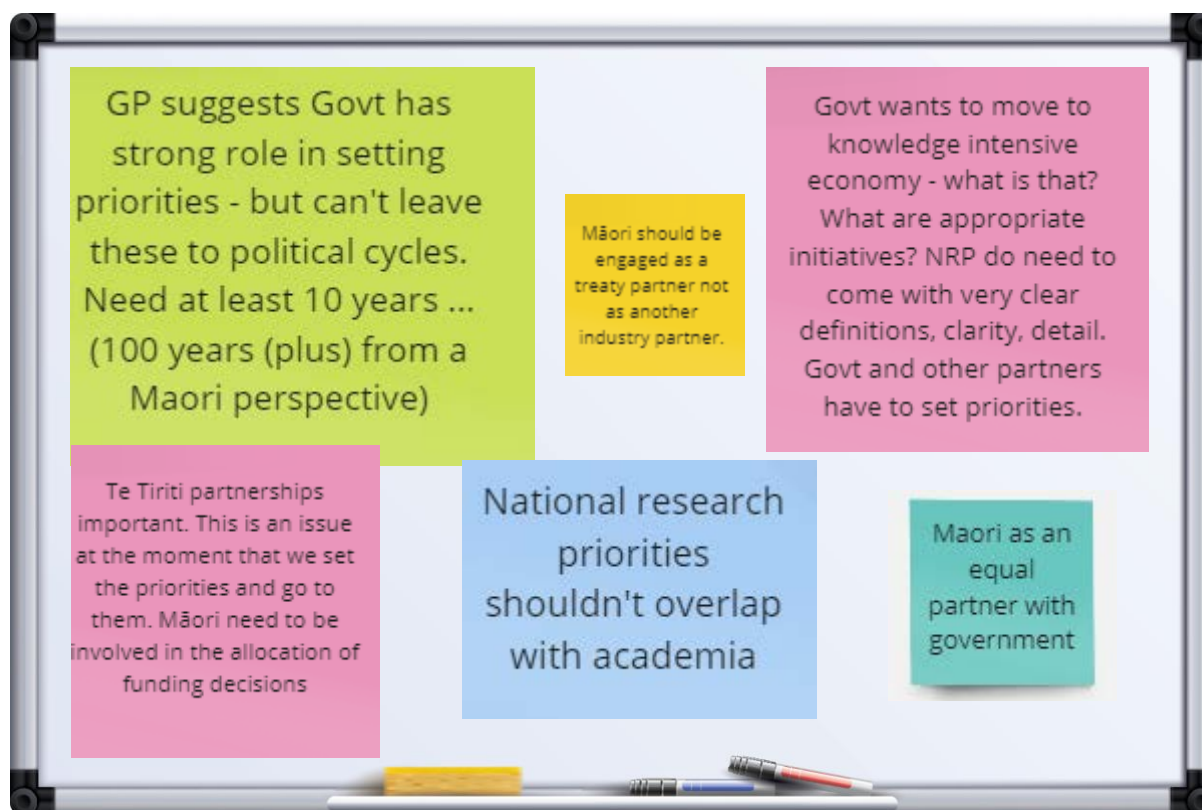 GP suggests Govt has
strong role in setting
priorities - but can't leave
these to political cycles.
Need at least 10 years ...
(100 years (plus) from a
Maori perspective)
Māori should be
engaged as a
treaty partner not
as another
industry partner.
Govt wants to move to
knowledge intensive
economy - what is that?
What are appropriate
initiatives? NRP do need to
come with very clear
definitions, clarity, detail.
Govt and other partners
have to set priorities.
Te Tiriti partnerships
important. This is an issue
at the moment that we set
the priorities and go to
them. Māori need to be
involved in the allocation of
funding decisions
National research
priorities
shouldn't overlap
with academia
Maori as an
equal
partner with
government